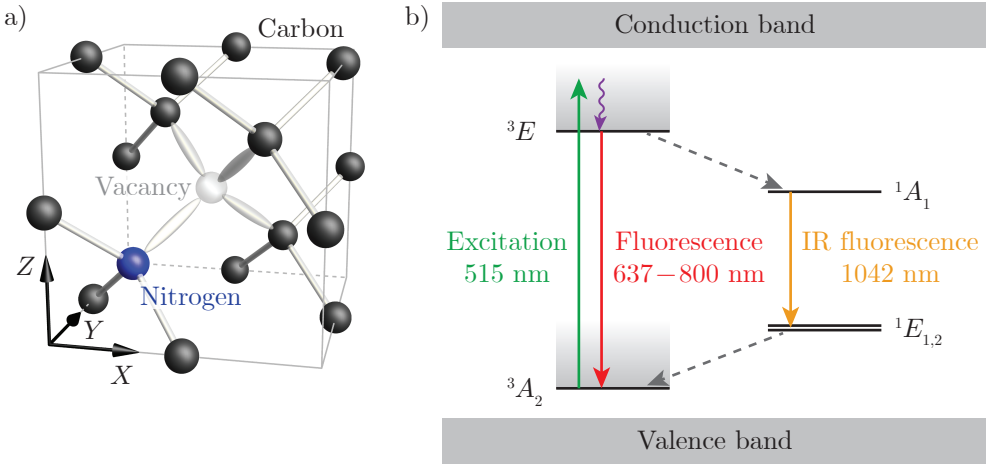 a)
Carbon
Vacancy
Nitrogen
Z
Y
X
b)
Conduction band
³E
¹A₁
Excitation
515 nm
Fluorescence
637–800 nm
IR fluorescence
1042 nm
¹E₁,₂
³A₂
Valence band